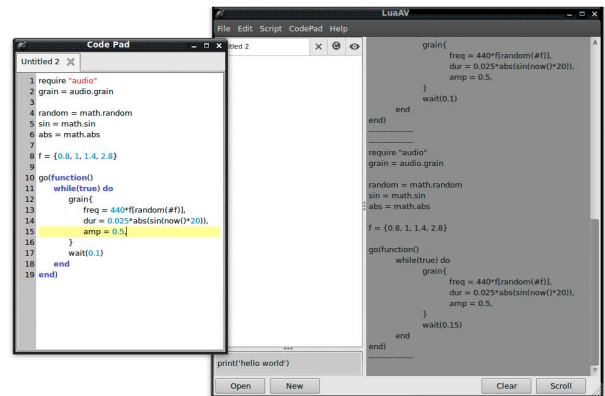 LuaAV
File Edit Script CodePad Help
Code Pad
Untitled 2
1 require "audio"
2 grain = audio.grain
3
4 random = math.random
5 sin = math.sin
6 abs = math.abs
7
8 f = {0.8, 1, 1.4, 2.8}
9
10 go(function()
11 while(true) do
12 grain{
13 freq = 440*f[random(#f)],
14 dur = 0.025*abs(sin(now()*20)),
15 amp = 0.5,
16 }
17 wait(0.1)
18 end
19 end)
titled 2
print('hello world')
Open New
grain{
freq = 440*f[random(#f)],
dur = 0.025*abs(sin(now()*20)),
amp = 0.5,
}
wait(0.1)
end
end)
---------------
---------------
require "audio"
grain = audio.grain
random = math.random
sin = math.sin
abs = math.abs
f = {0.8, 1, 1.4, 2.8}
go(function()
while(true) do
grain{
freq = 440*f[random(#f)],
dur = 0.025*abs(sin(now()*20)),
amp = 0.5,
}
wait(0.15)
end
end)
---------------
Clear Scroll